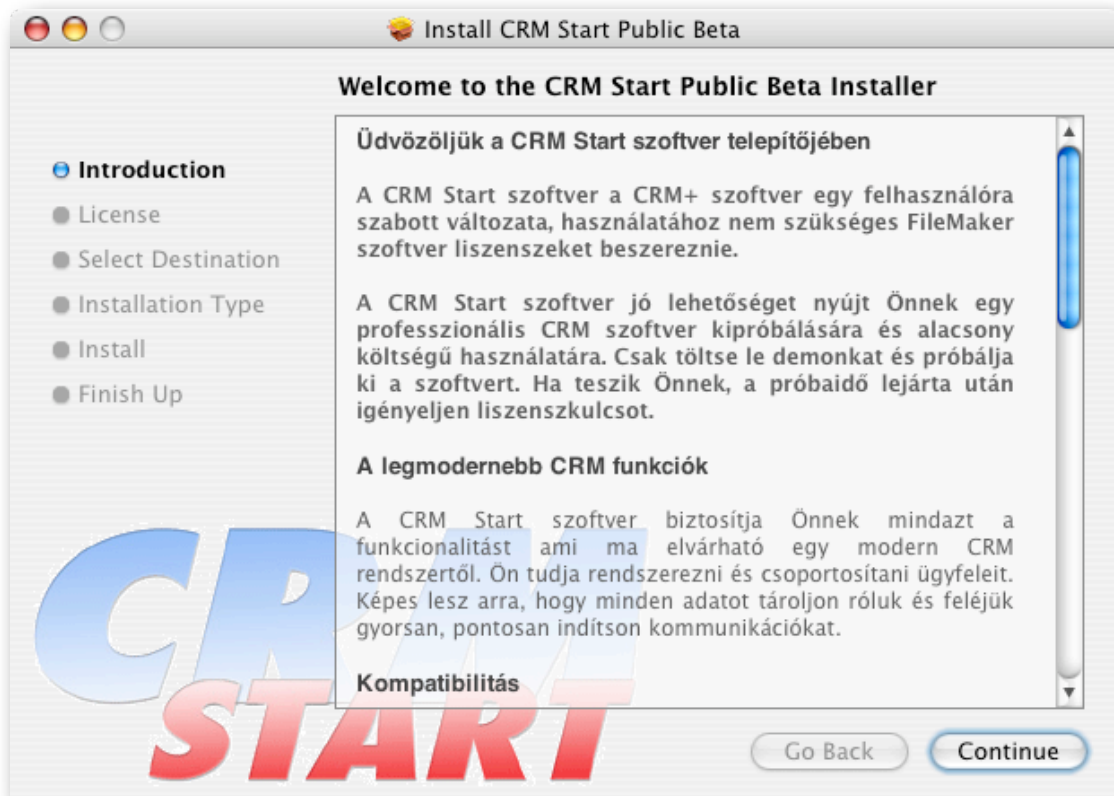 Install CRM Start Public Beta
Welcome to the CRM Start Public Beta Installer
Introduction
License
Select Destination
Installation Type
Install
Finish Up
Üdvözöljük a CRM Start szoftver telepítőjében
A CRM Start szoftver a CRM+ szoftver egy felhasználóra
szabott változata, használatához nem szükséges FileMaker
szoftver liszenszeket beszereznie.
A CRM Start szoftver jó lehetőséget nyújt Önnek egy
professzionális CRM szoftver kipróbálására és alacsony
költségű használatára. Csak töltse le demonkat és próbálja
ki a szoftvert. Ha teszik Önnek, a próbaidő lejárta után
igényeljen liszenszkulcsot.
A legmodernebb CRM funkciók
A CRM Start szoftver biztosítja Önnek mindazt a
funkcionalitást ami ma elvárható egy modern CRM
rendszertől. Ön tudja rendszerezni és csoportosítani ügyfeleit.
Képes lesz arra, hogy minden adatot tároljon róluk és feléjük
gyorsan, pontosan indítson kommunikációkat.
Kompatibilitás
CRM
START
Go Back
Continue